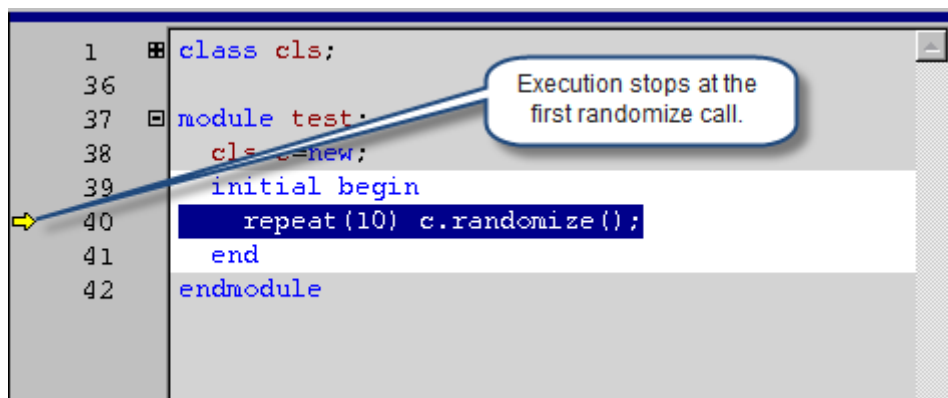 1 class cls;
36
37 module test;
38 cls c=new;
39 initial begin
40 repeat(10) c.randomize();
41 end
42 endmodule
Execution stops at the
first randomize call.